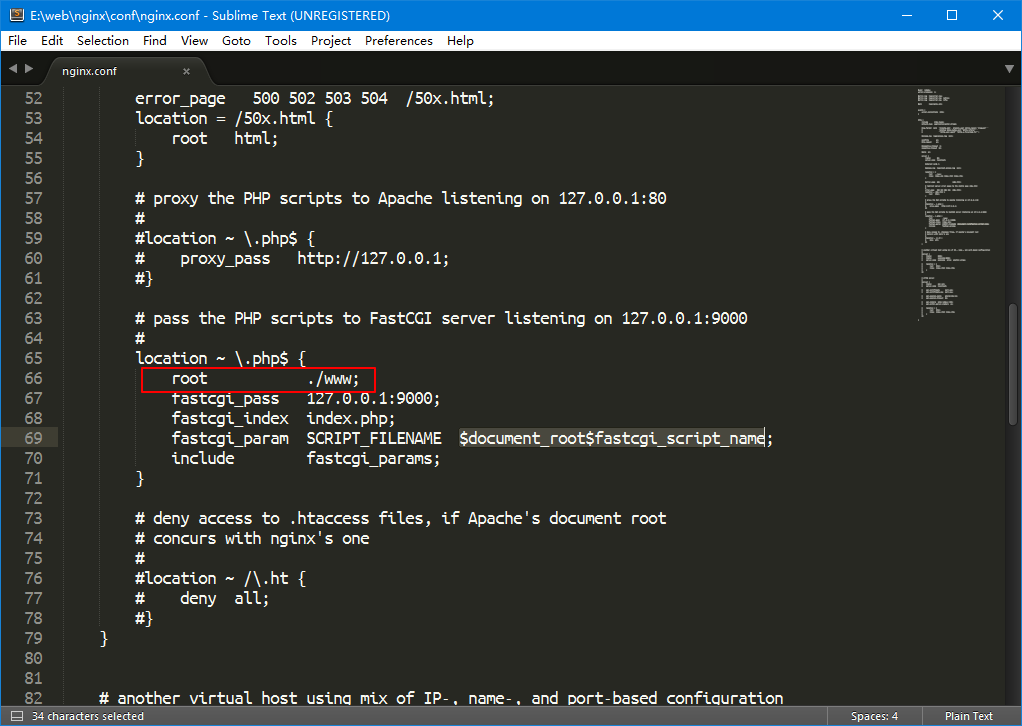 E:\web\nginx\conf\nginx.conf - Sublime Text (UNREGISTERED)
File Edit Selection Find View Goto Tools Project Preferences Help
nginx.conf
52 error_page   500 502 503 504  /50x.html;
53 location = /50x.html {
54     root   html;
55 }
56
57 # proxy the PHP scripts to Apache listening on 127.0.0.1:80
58 #
59 #location ~ \.php$ {
60 #    proxy_pass   http://127.0.0.1;
61 #}
62
63 # pass the PHP scripts to FastCGI server listening on 127.0.0.1:9000
64 #
65 location ~ \.php$ {
66     root           ./www;
67     fastcgi_pass   127.0.0.1:9000;
68     fastcgi_index  index.php;
69     fastcgi_param  SCRIPT_FILENAME  $document_root$fastcgi_script_name;
70     include        fastcgi_params;
71 }
72
73 # deny access to .htaccess files, if Apache's document root
74 # concurs with nginx's one
75 #
76 #location ~ /\.ht {
77 #    deny  all;
78 #}
79 }
80
81
82 # another virtual host using mix of IP-, name-, and port-based configuration
34 characters selected Spaces: 4 Plain Text